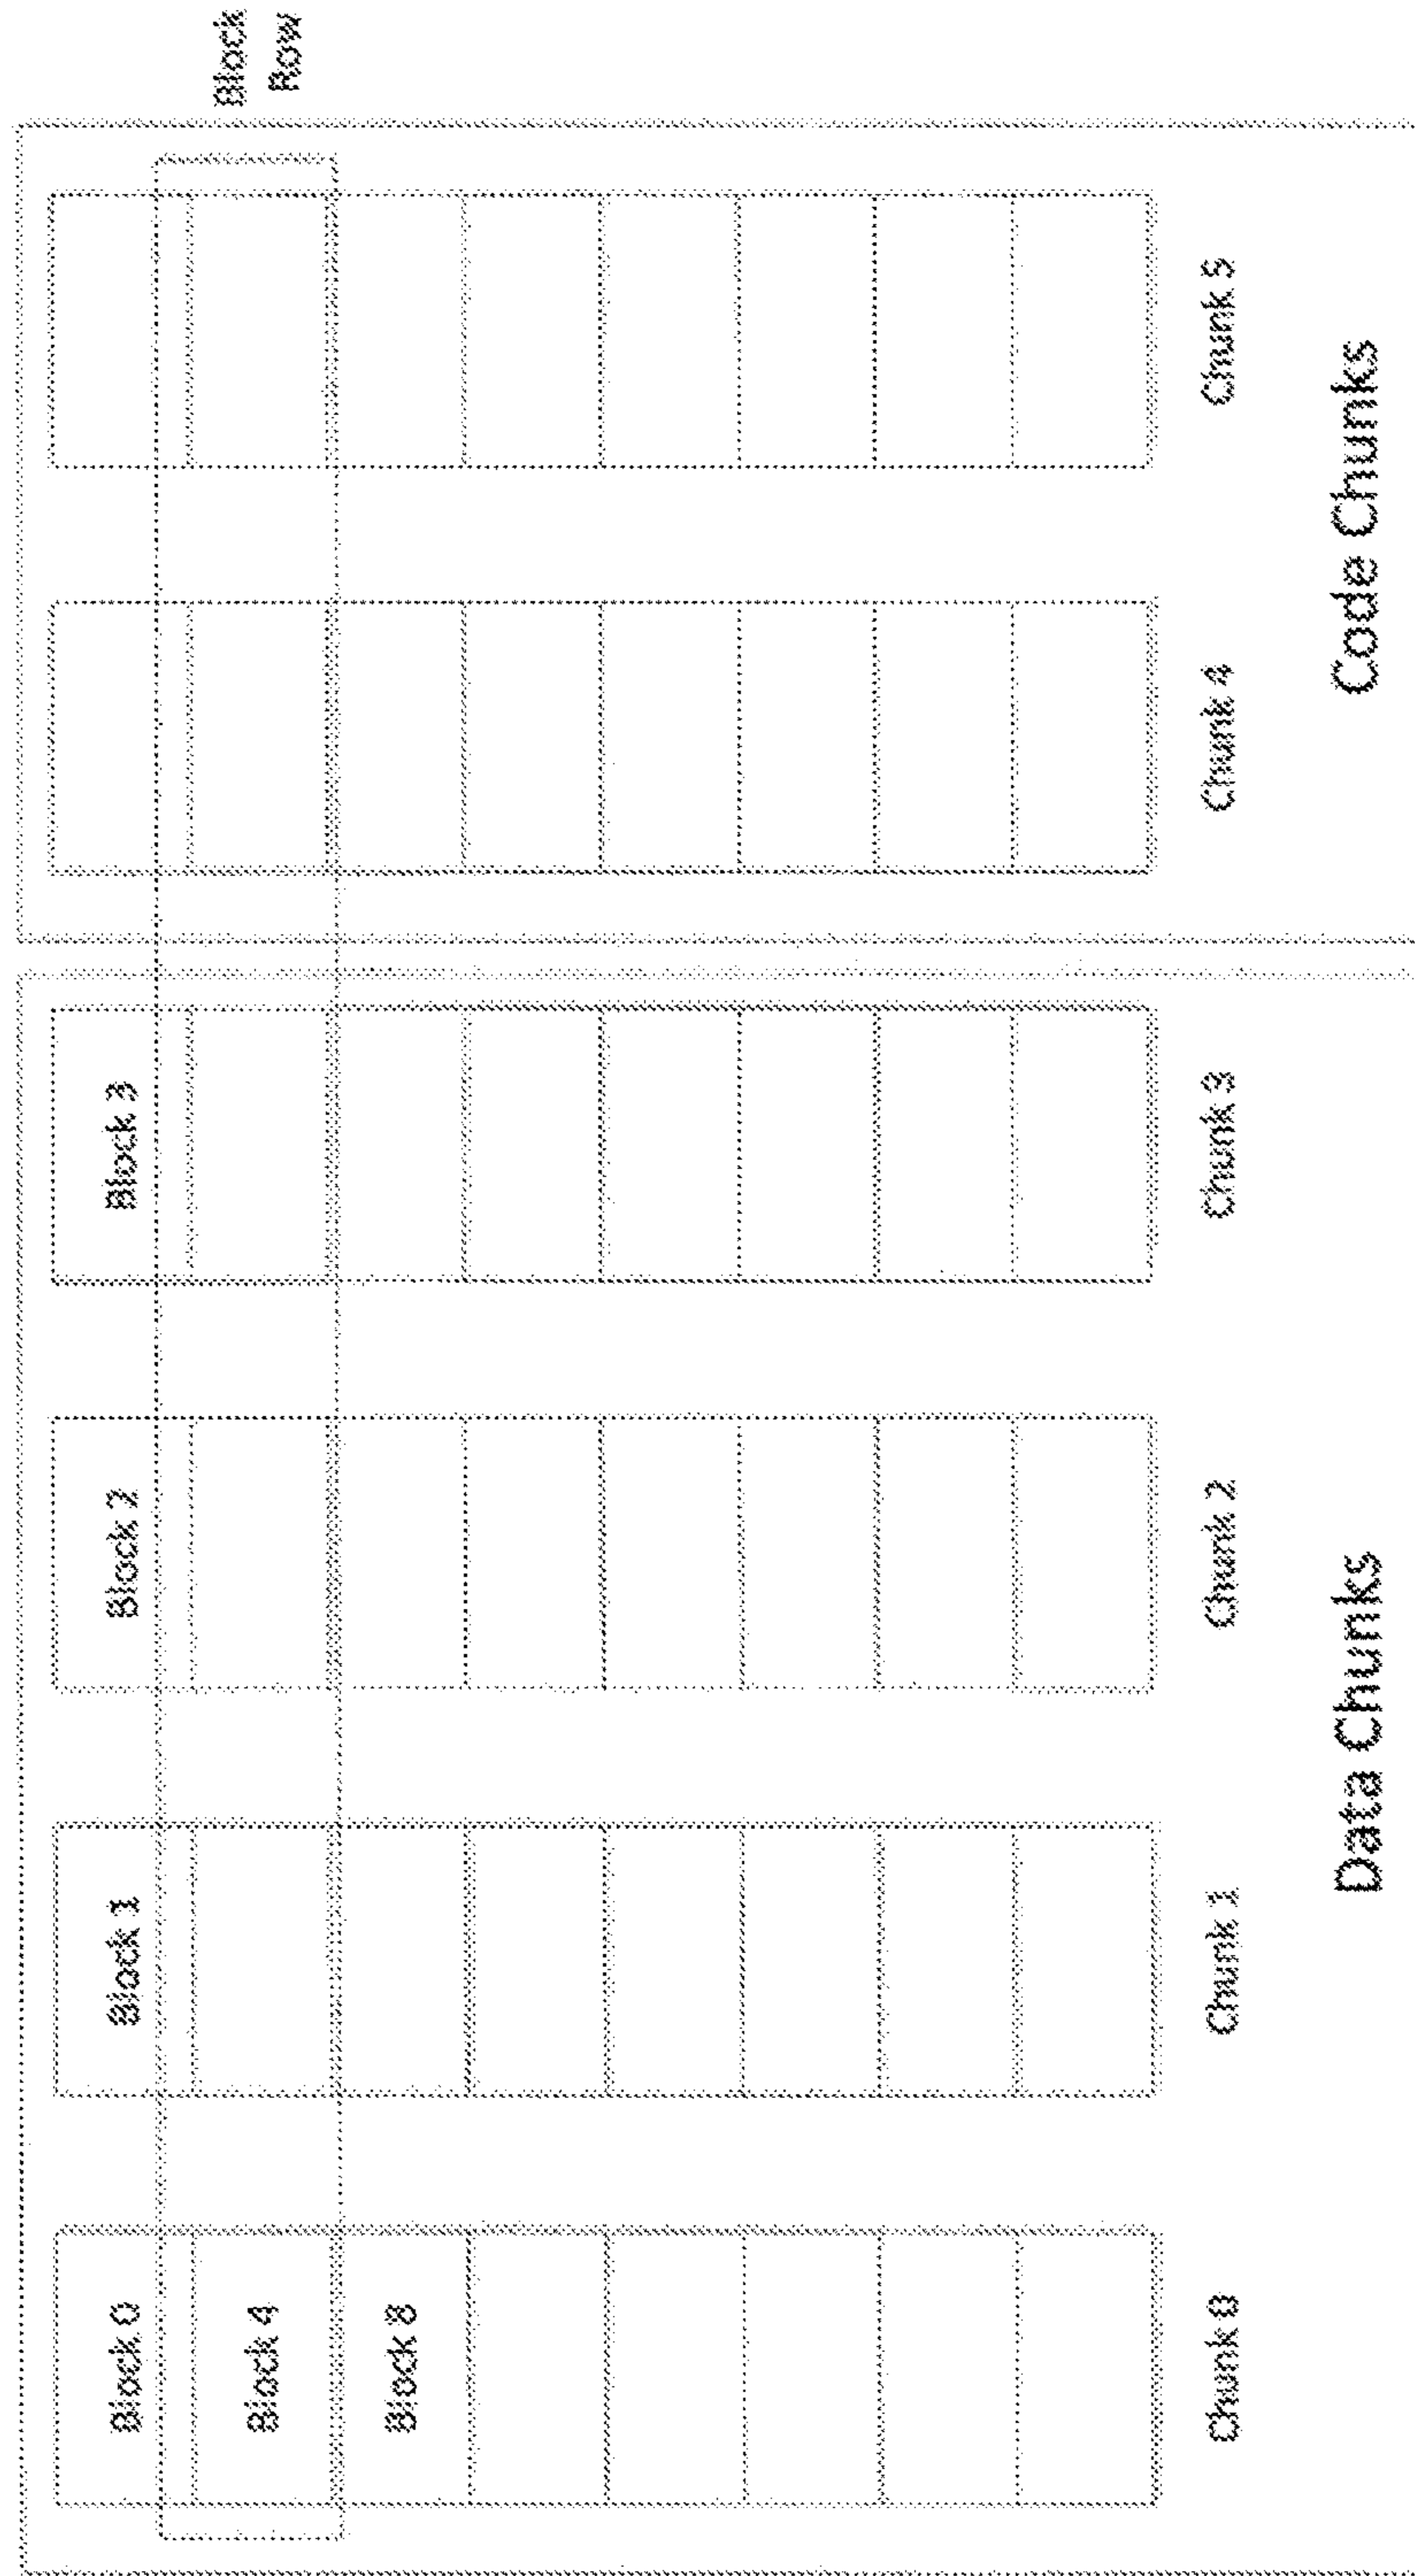 Block 0
Block 1
Block 2
Block 3
Block 4
Block 8
Block
Row
Chunk 0
Chunk 1
Chunk 2
Chunk 3
Chunk 4
Chunk 5
Data Chunks
Code Chunks